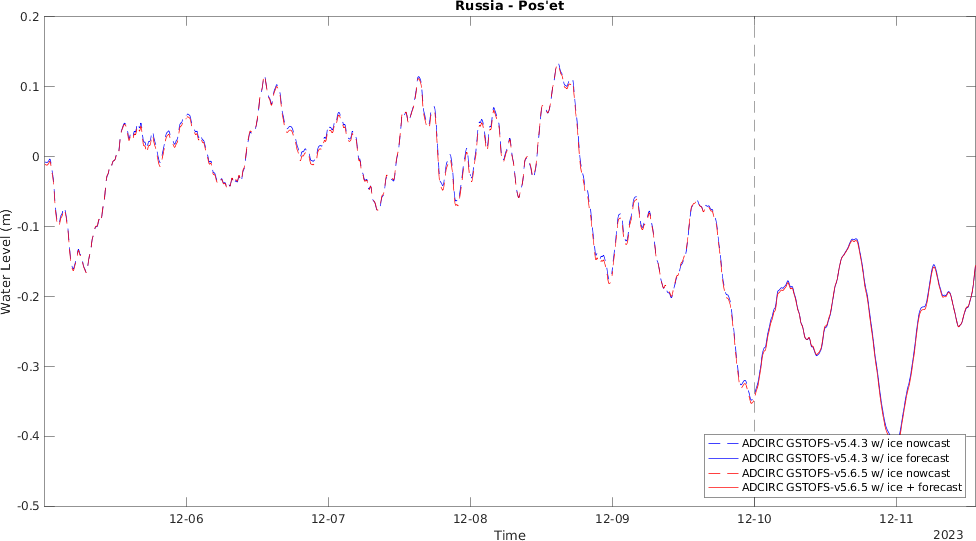 Russia - Pos'et
0.2
0.1
0
-0.1
-0.2
-0.3
-0.4
-0.5
Water Level (m)
12-06
12-07
12-08
12-09
12-10
12-11
Time
2023
ADCIRC GSTOFS-v5.4.3 w/ ice nowcast
ADCIRC GSTOFS-v5.4.3 w/ ice forecast
ADCIRC GSTOFS-v5.6.5 w/ ice nowcast
ADCIRC GSTOFS-v5.6.5 w/ ice + forecast